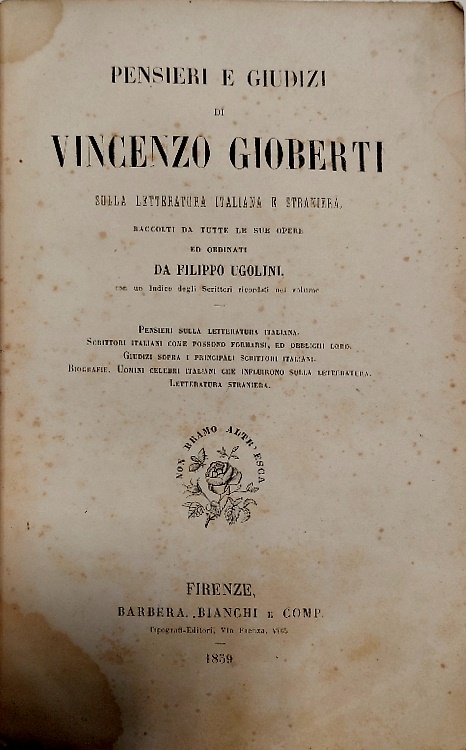 PENSIERI E GIUDIZI
DI
VINCENZO GIOBERTI
SULLA LETTERATURA ITALIANA E STRANIERA,
RACCOLTI DA TUTTE LE SUE OPERE
ED ORDINATI
DA FILIPPO UGOLINI,
con un Indice degli Scrittori ricordati nel volume
PENSIERI SULLA LETTERATURA ITALIANA.
SCRITTORI ITALIANI COME POSSONO FORMARSI, ED OBBLIGHI LORO.
GIUDIZI SOPRA I PRINCIPALI SCRITTORI ITALIANI.
BIOGRAFIE. UOMINI CELEBRI ITALIANI CHE INFLUIRONO SULLA LETTERATURA.
LETTERATURA STRANIERA.
NON BRAMO ALTR' ESCA
FIRENZE,
BARBERA, BIANCHI E COMP.
Tipografi-Editori, Via Faenza,
1859